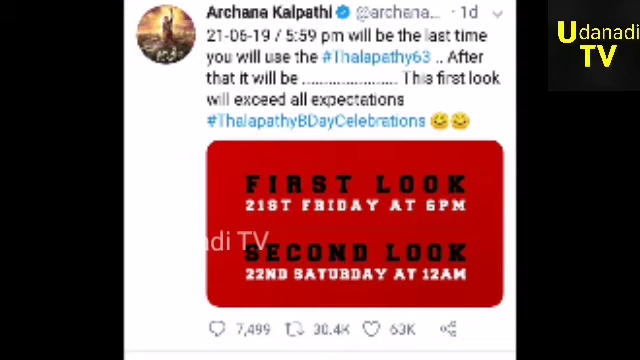 Archana Kalpathi @archana... · 1d
21-06-19 / 5:59 pm will be the last time
you will use the #Thalapathy63 .. After
that it will be ........................ This first look
will exceed all expectations
#ThalapathyBDayCelebrations
FIRST LOOK
21ST FRIDAY AT 6PM
SECOND LOOK
22ND SATURDAY AT 12AM
7,499 30.4K 63K
Udanadi
TV
adi TV